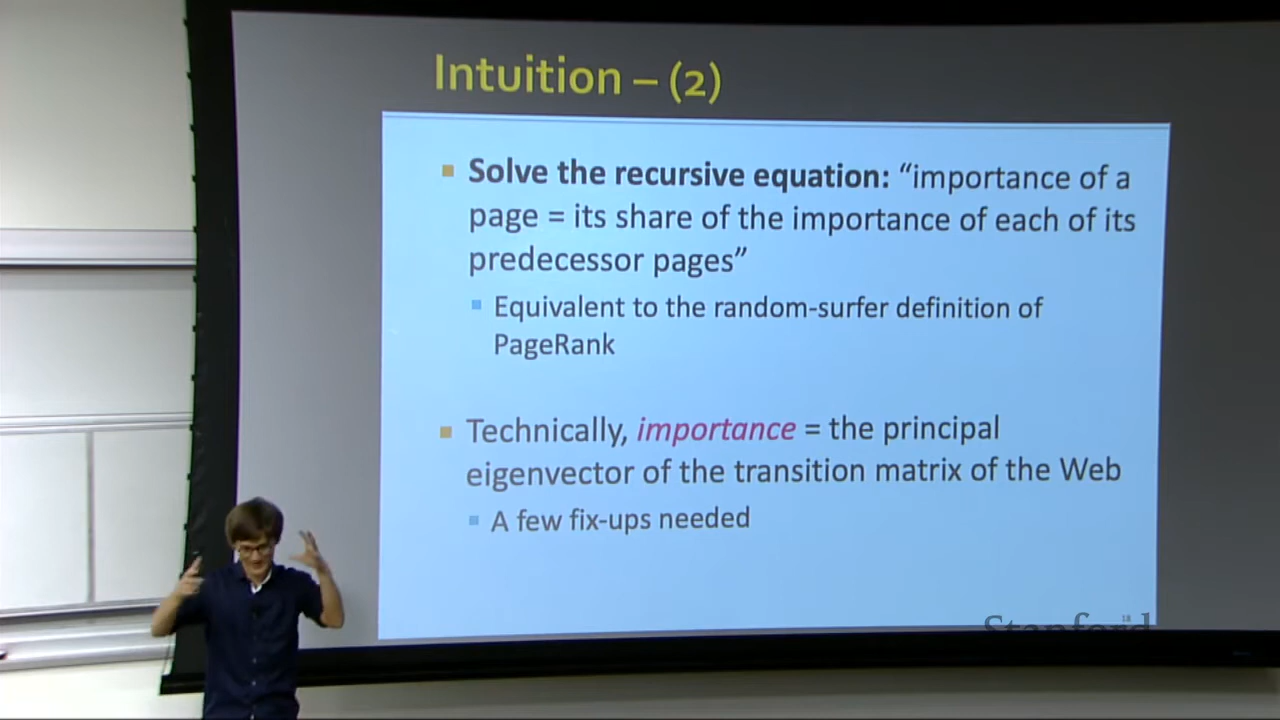 Intuition – (2)
Solve the recursive equation: “importance of a
page = its share of the importance of each of its
predecessor pages”
Equivalent to the random-surfer definition of
PageRank
Technically, importance = the principal
eigenvector of the transition matrix of the Web
A few fix-ups needed
18
Stanford